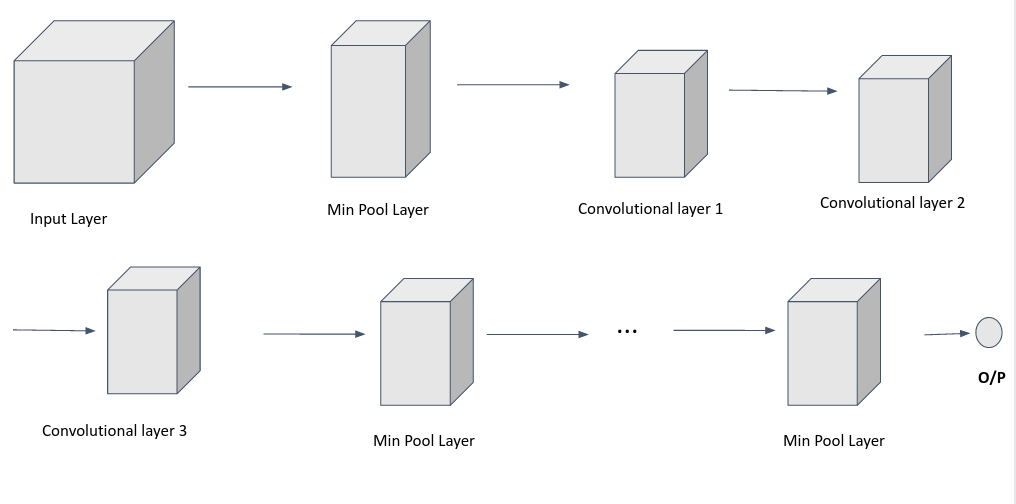 Input Layer
Min Pool Layer
Convolutional layer 1
Convolutional layer 2
...
Convolutional layer 3
Min Pool Layer
Min Pool Layer
O/P